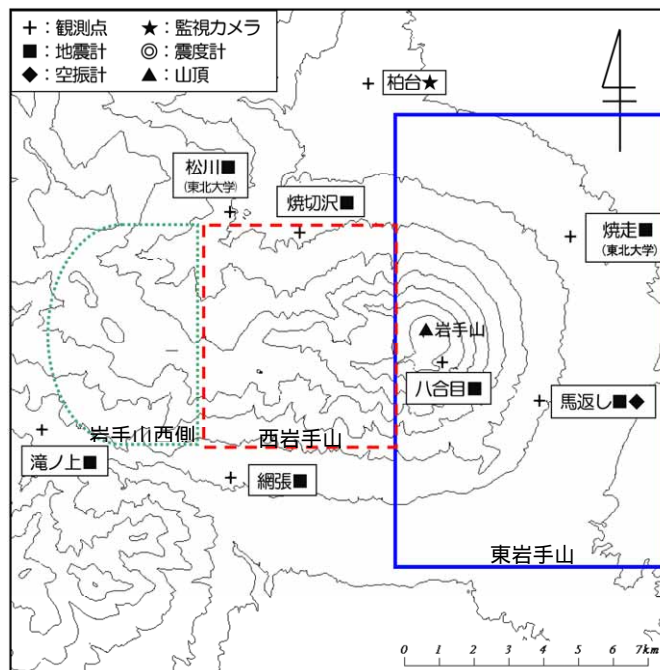 ＋：観測点 ★：監視カメラ
■：地震計 ◎：震度計
◆：空振計 ▲：山頂
柏台★
松川■
(東北大学)
焼切沢■
焼走■
(東北大学)
▲岩手山
八合目■
馬返し■◆
岩手山西側
西岩手山
滝ノ上■
網張■
東岩手山
0 1 2 3 4 5 6 7km